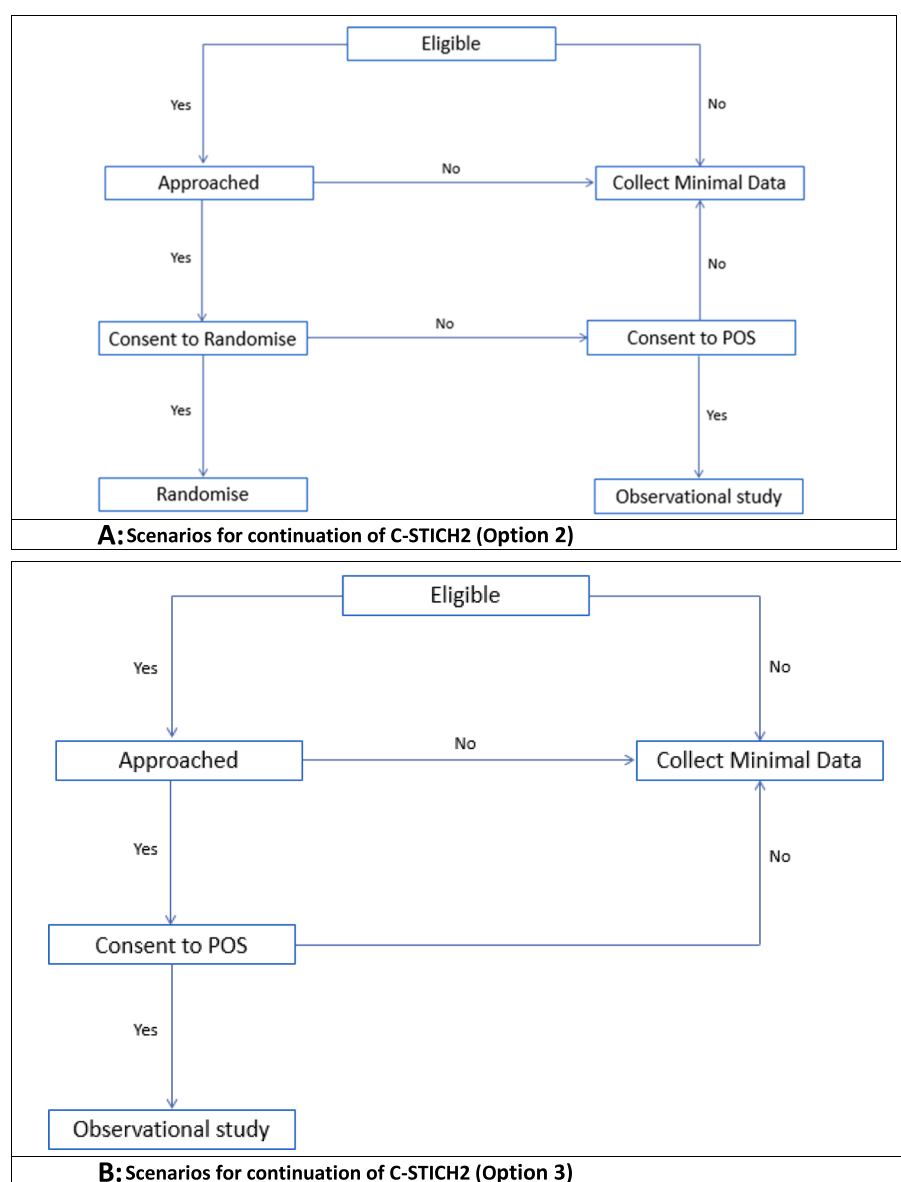 Eligible
Yes
No
Approached
No
Collect Minimal Data
Yes
No
Consent to Randomise
No
Consent to POS
Yes
Yes
Randomise
Observational study
A: Scenarios for continuation of C-STICH2 (Option 2)
Eligible
Yes
No
Approached
No
Collect Minimal Data
Yes
No
Consent to POS
Yes
Observational study
B: Scenarios for continuation of C-STICH2 (Option 3)